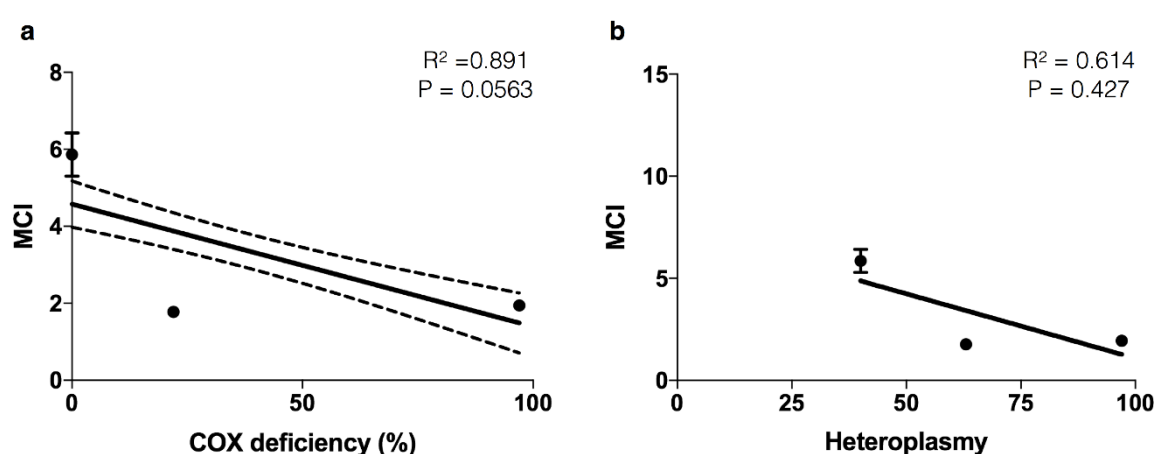 a
R² =0.891
P = 0.0563
8
6
4
2
0
MCI
0 50 100
COX deficiency (%)
b
R² = 0.614
P = 0.427
15
10
5
0
MCI
0 25 50 75 100
Heteroplasmy